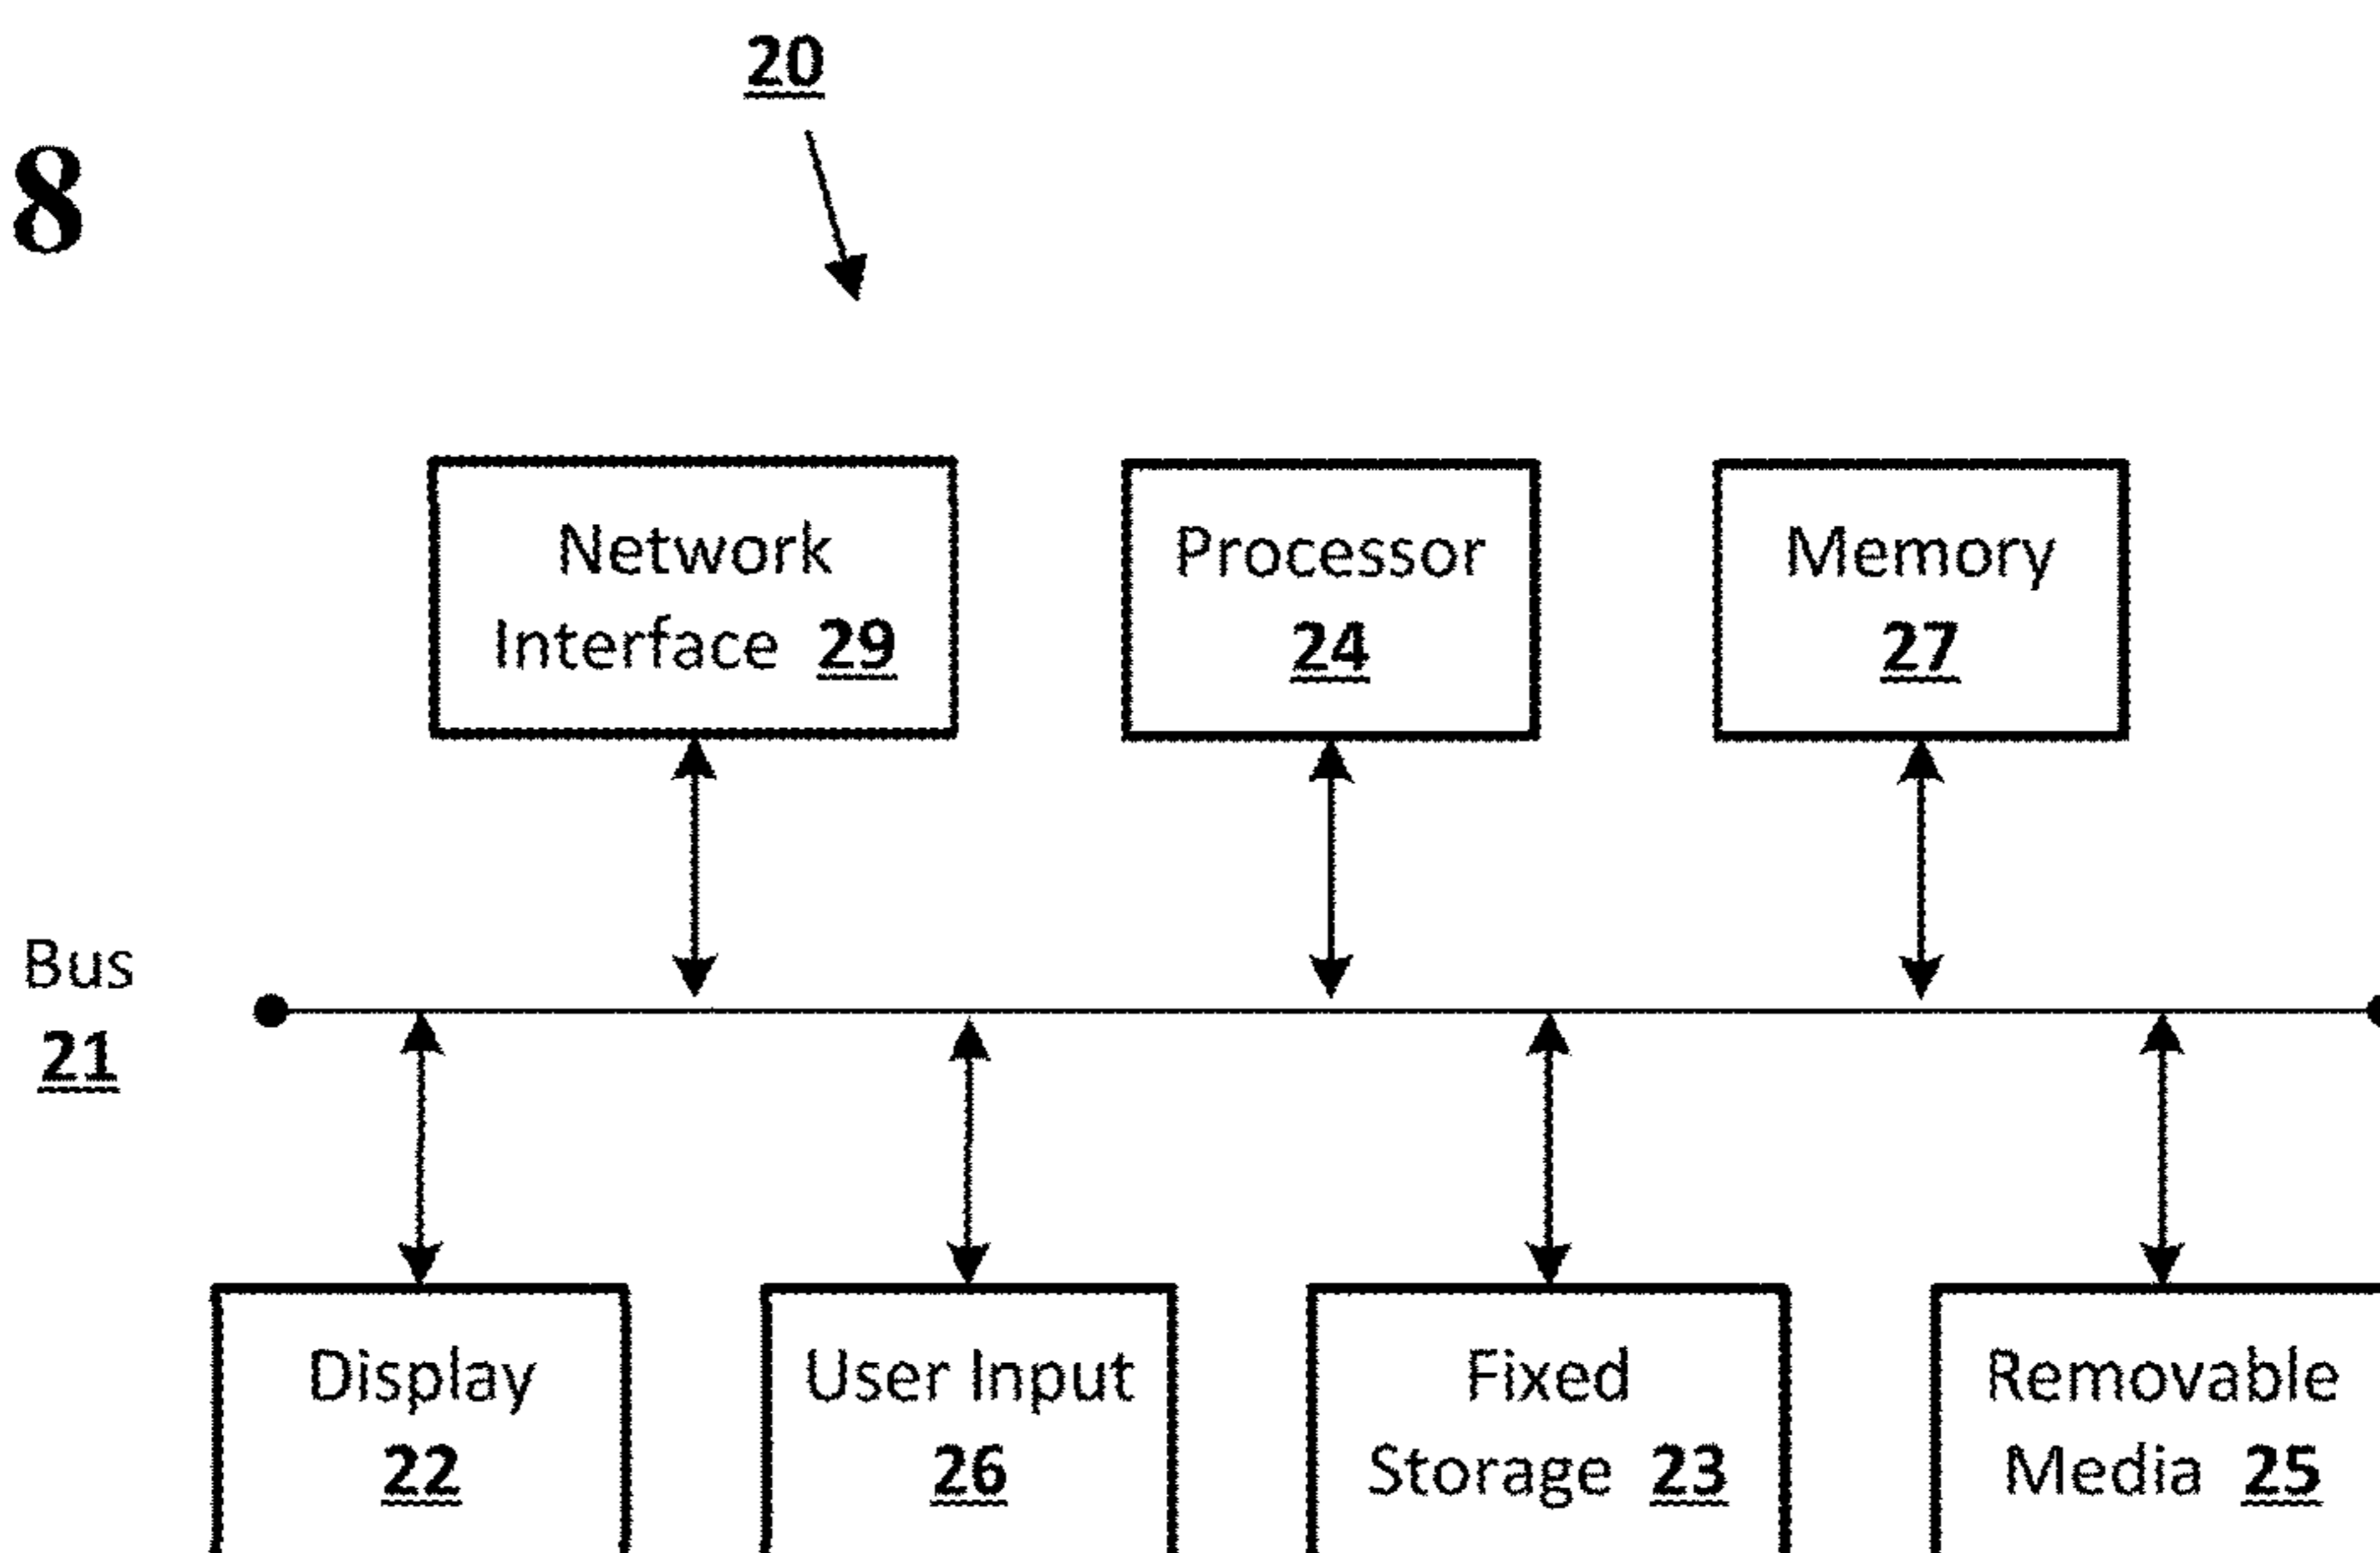 20
8
Network
Interface 29
Processor
24
Memory
27
Bus
21
Display
22
User Input
26
Fixed
Storage 23
Removable
Media 25